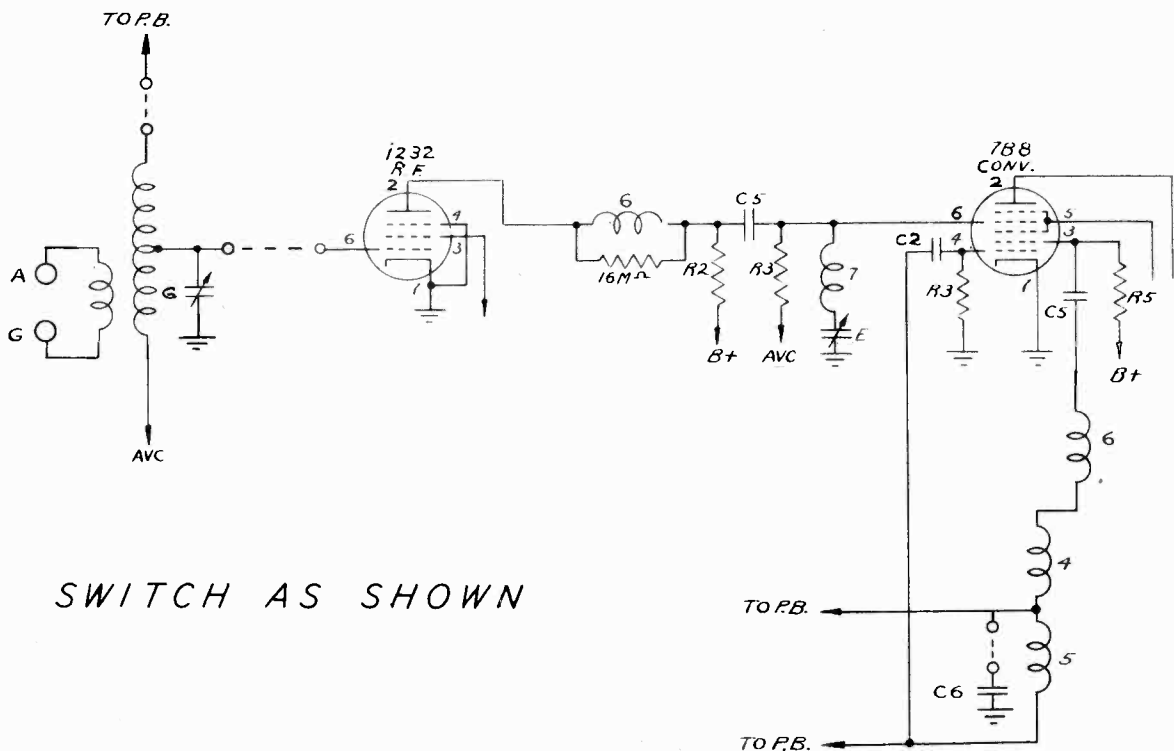 TO P.B.
A
G
G
AVC
1232
R.F.
2
4
3
6
1
6
16MΩ
C5
R2
R3
B+
AVC
7
E
7B8
CONV.
2
6
5
3
C2
4
1
R3
C5
R5
B+
6
4
TO P.B.
5
C6
TO P.B.
SWITCH AS SHOWN